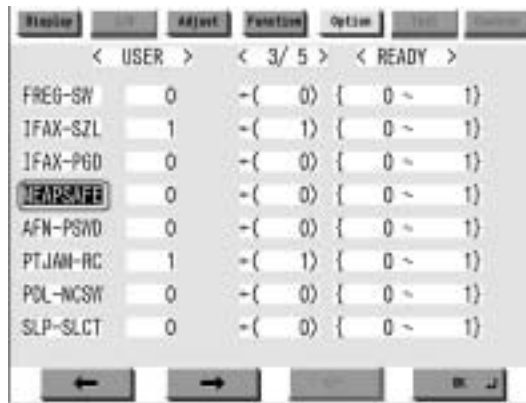 Display Adjust Function Option
< USER > < 3/ 5 > < READY >
FREG-SW 0 ←( 0) { 0 ~ 1}
IFAX-SZL 1 ←( 1) { 0 ~ 1}
IFAX-PGD 0 ←( 0) { 0 ~ 1}
MEAPSAFE 0 ←( 0) { 0 ~ 1}
AFN-PSWD 0 ←( 0) { 0 ~ 1}
PTJAM-RC 1 ←( 1) { 0 ~ 1}
PDL-NCSW 0 ←( 0) { 0 ~ 1}
SLP-SLCT 0 ←( 0) { 0 ~ 1}
← → OK